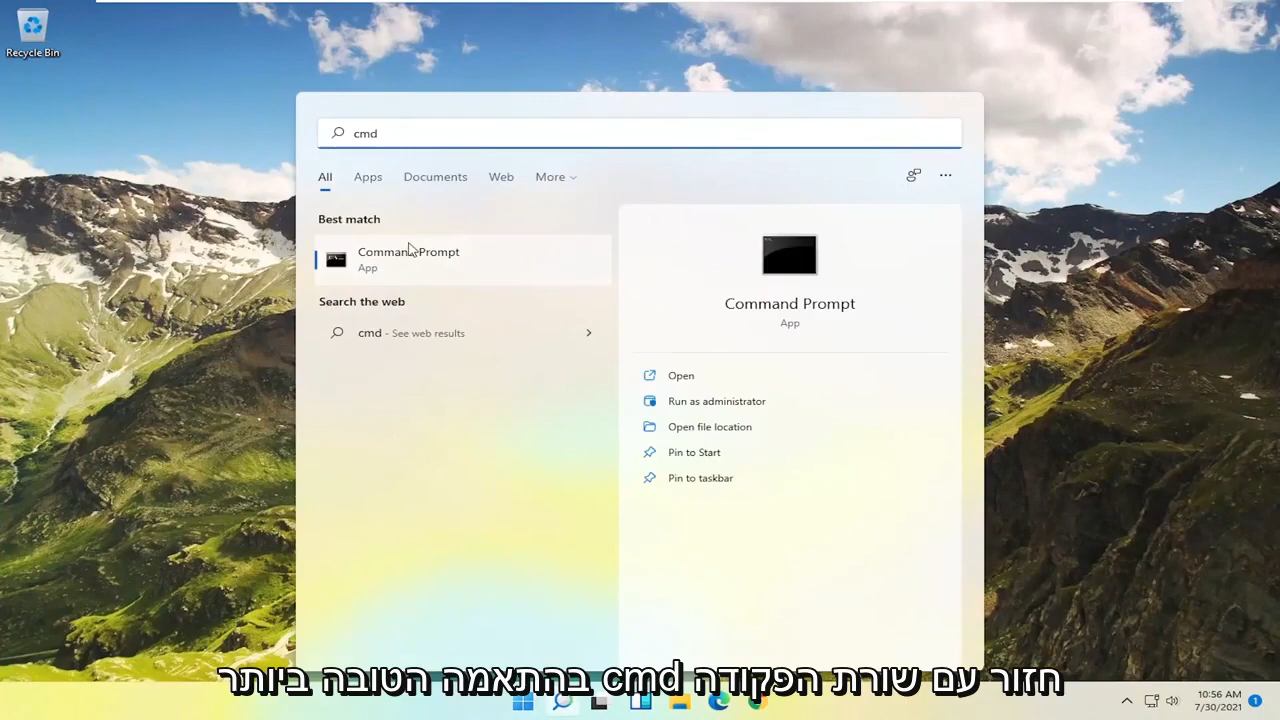 Recycle Bin
cmd
All Apps Documents Web More
Best match
Command Prompt
App
Search the web
cmd - See web results
Command Prompt
App
Open
Run as administrator
Open file location
Pin to Start
Pin to taskbar
חזור עם שורת הפקודה cmd בהתאמה הטובה ביותר
10:56 AM
7/30/2021
1